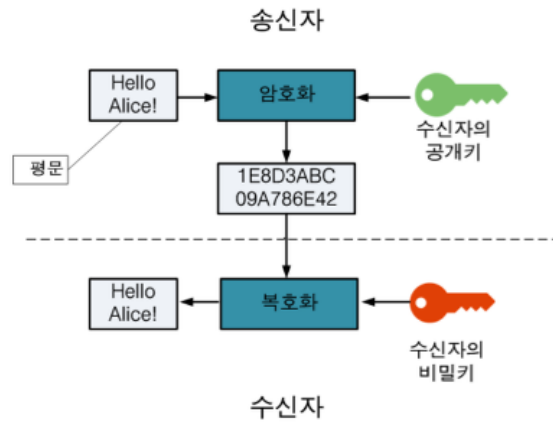 송신자
Hello
Alice!
암호화
수신자의
공개키
평문
1E8D3ABC
09A786E42
Hello
Alice!
복호화
수신자의
비밀키
수신자